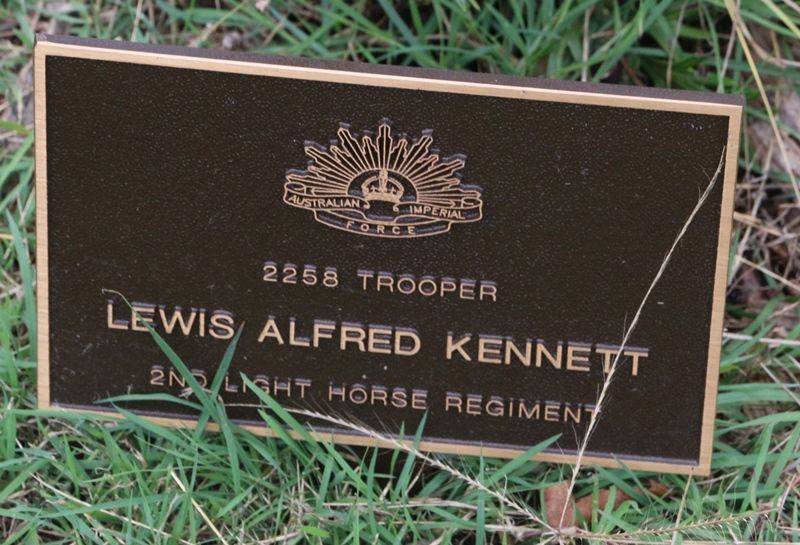 AUSTRALIAN IMPERIAL
FORCE
2258 TROOPER
LEWIS ALFRED KENNETT
2ND LIGHT HORSE REGIMENT